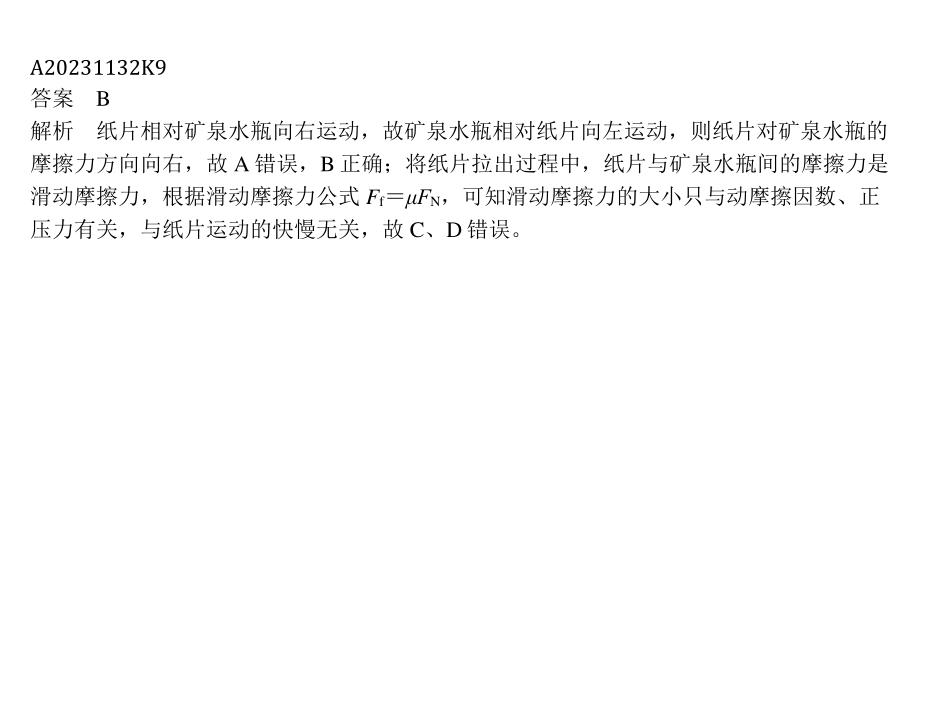 A20231132K9
答案　B
解析　纸片相对矿泉水瓶向右运动，故矿泉水瓶相对纸片向左运动，则纸片对矿泉水瓶的
摩擦力方向向右，故 A 错误，B 正确；将纸片拉出过程中，纸片与矿泉水瓶间的摩擦力是
滑动摩擦力，根据滑动摩擦力公式 Ff＝μFN，可知滑动摩擦力的大小只与动摩擦因数、正
压力有关，与纸片运动的快慢无关，故 C、D 错误。